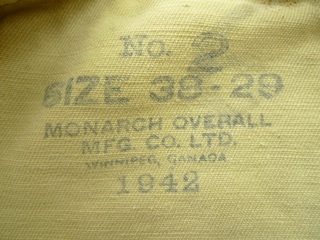 No. 2
SIZE 38-29
MONARCH OVERALL
MFG. CO. LTD.
WINNIPEG, CANADA
1942